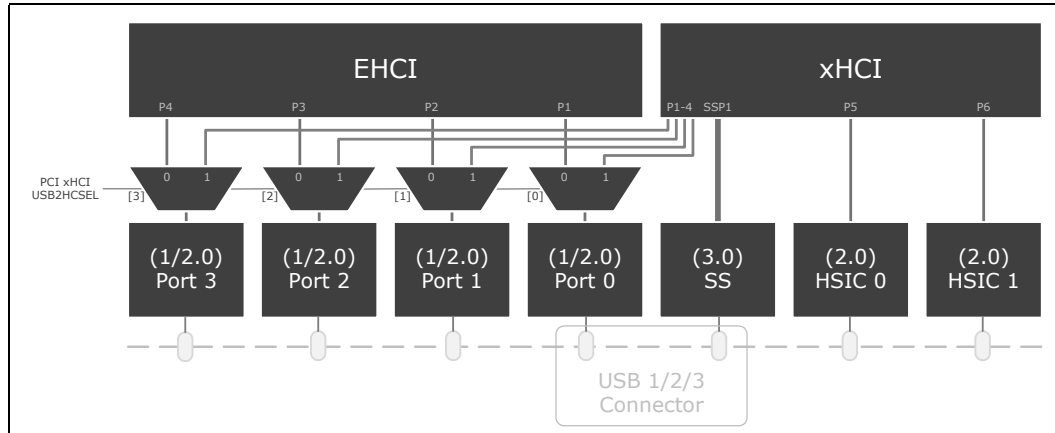 EHCI
xHCI
P4
P3
P2
P1
P1-4
SSP1
P5
P6
0
1
0
1
0
1
0
1
PCI xHCI
USB2HCSEL
[3]
[2]
[1]
[0]
(1/2.0)
Port 3
(1/2.0)
Port 2
(1/2.0)
Port 1
(1/2.0)
Port 0
(3.0)
SS
(2.0)
HSIC 0
(2.0)
HSIC 1
USB 1/2/3
Connector